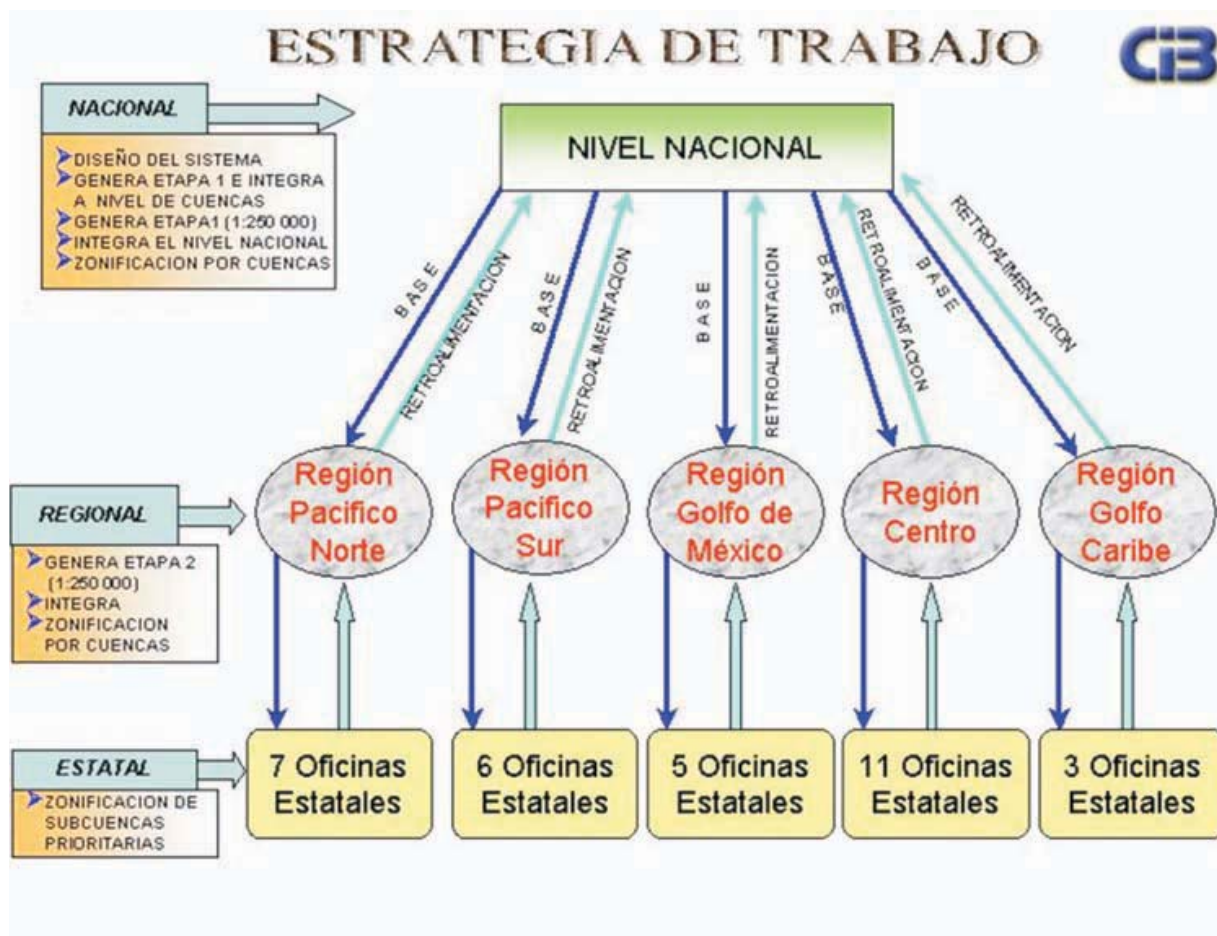 ESTRATEGIA DE TRABAJO
CiB
NACIONAL
DISEÑO DEL SISTEMA
GENERA ETAPA 1 E INTEGRA
A NIVEL DE CUENCAS
GENERA ETAPA1 (1:250 000)
INTEGRA EL NIVEL NACIONAL
ZONIFICACION POR CUENCAS
NIVEL NACIONAL
BASE
RETROALIMENTACION
BASE
RETROALIMENTACION
BASE
RETROALIMENTACION
BASE
RETROALIMENTACION
BASE
RETROALIMENTACION
REGIONAL
GENERA ETAPA 2
(1:250 000)
INTEGRA
ZONIFICACION
POR CUENCAS
Región
Pacifico
Norte
Región
Pacifico
Sur
Región
Golfo de
México
Región
Centro
Región
Golfo
Caribe
ESTATAL
ZONIFICACION DE
SUBCUENCAS
PRIORITARIAS
7 Oficinas
Estatales
6 Oficinas
Estatales
5 Oficinas
Estatales
11 Oficinas
Estatales
3 Oficinas
Estatales